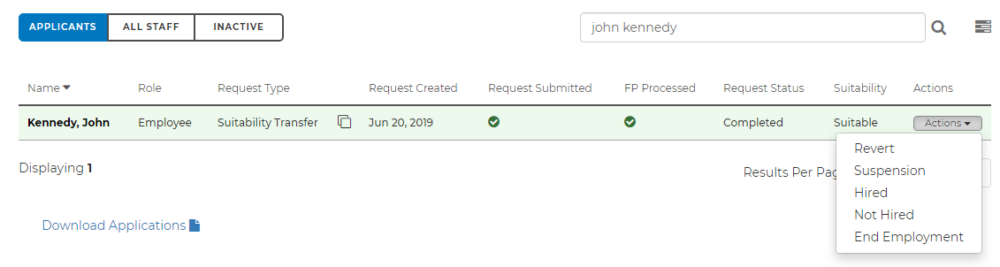 APPLICANTS ALL STAFF INACTIVE john kennedy
Name Role Request Type Request Created Request Submitted FP Processed Request Status Suitability Actions
Kennedy, John Employee Suitability Transfer Jun 20, 2019 Completed Suitable Actions
Revert
Displaying 1 Results Per Pag Suspension
Hired
Not Hired
Download Applications
End Employment